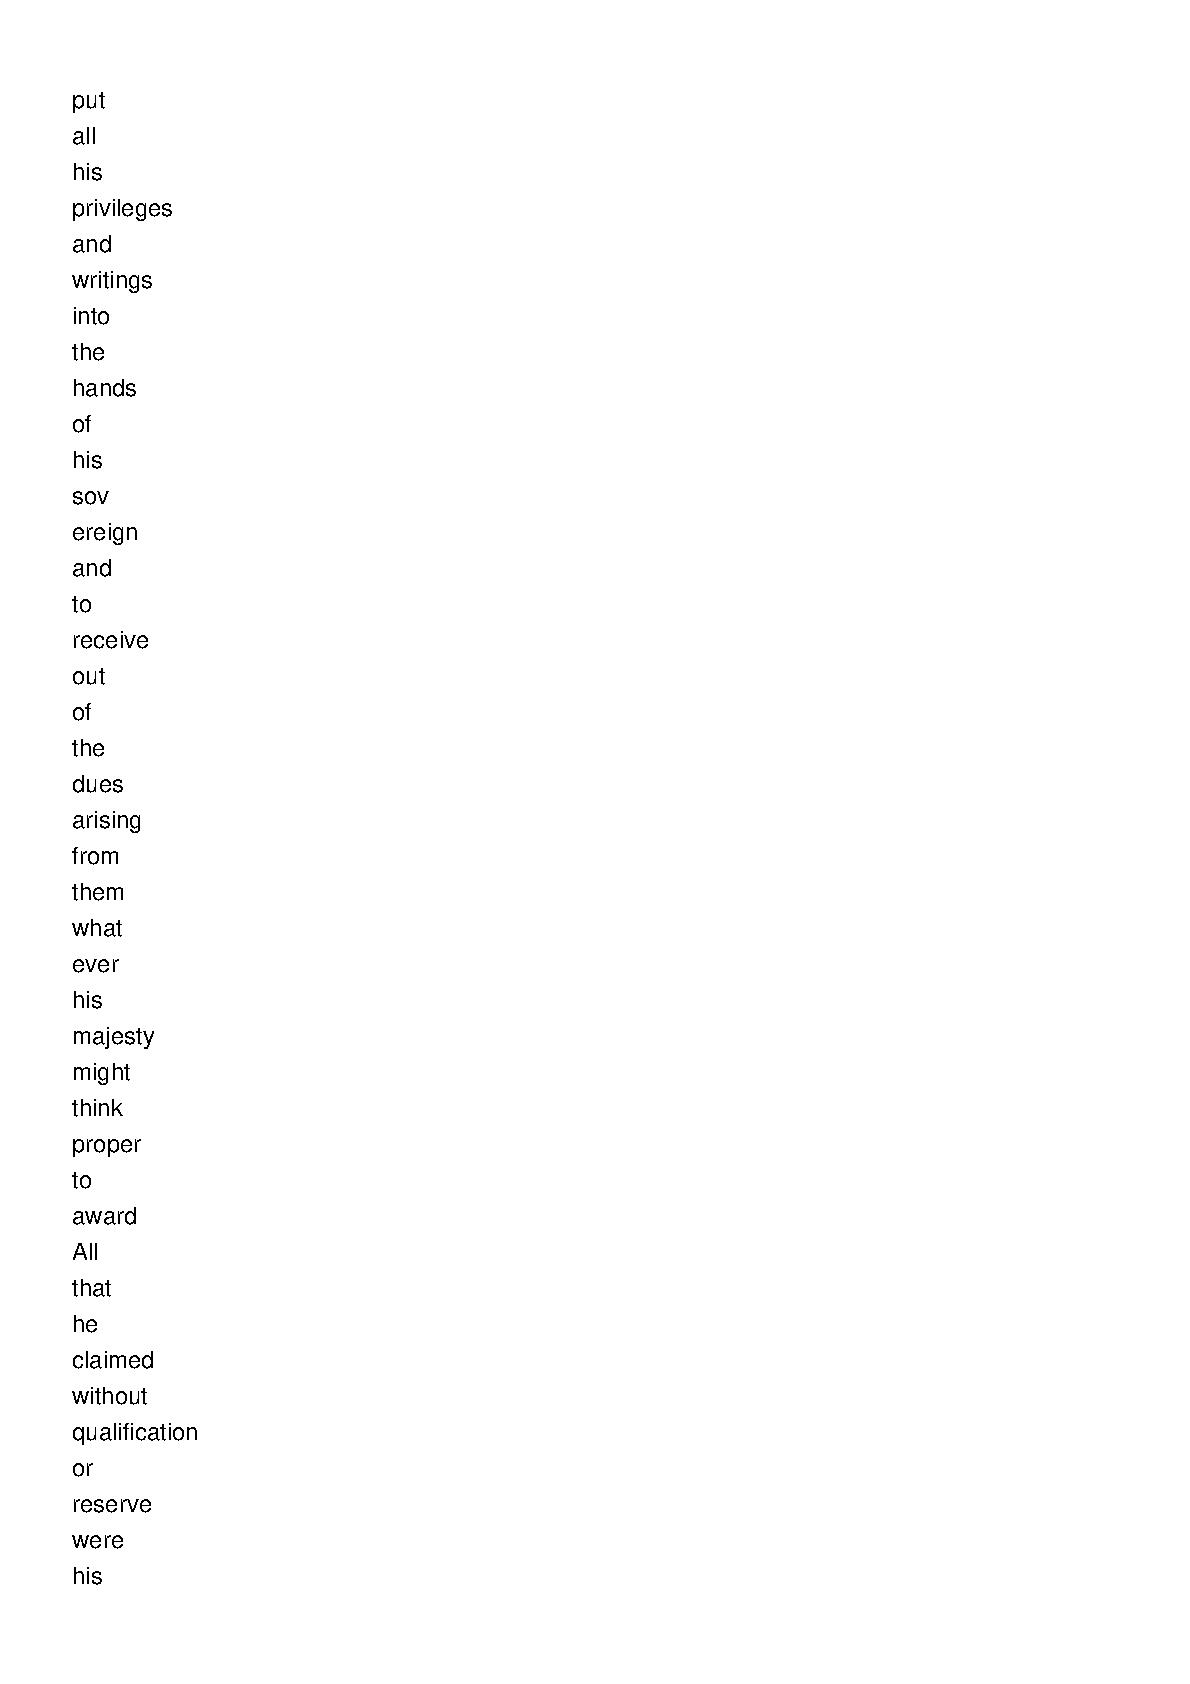 put
all
his
privileges
and
writings
into
the
hands
of
his
sov
ereign
and
to
receive
out
of
the
dues
arising
from
them
what
ever
his
majesty
might
think
proper
to
award
All
that
he
claimed
without
qualification
or
reserve
were
his